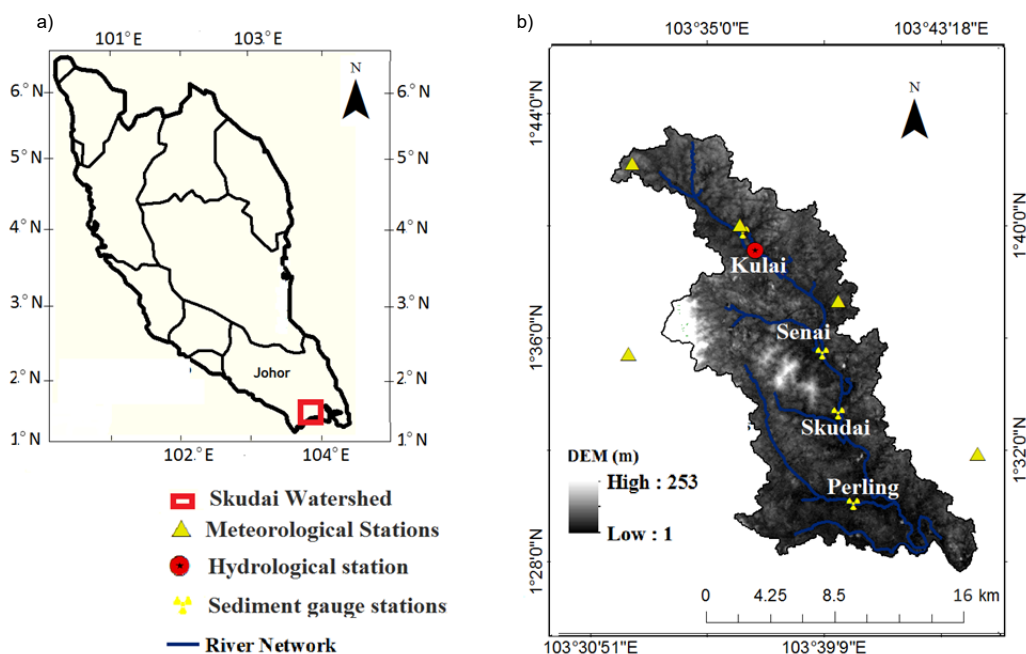 a)
101°E 103.°E
N
6.° N 6.° N
5° N 5° N
4° N 4° N
3° N 3° N
2° N 2° N
1° N 1° N
Johor
102.°E 104°E
Skudai Watershed
Meteorological Stations
Hydrological station
Sediment gauge stations
River Network
b)
103°35'0"E 103°43'18"E
N
1°44'0"N
1°40'0"N 1°40'0"N
1°36'0"N
1°32'0"N
1°28'0"N
Kulai
Senai
Skudai
Perling
DEM (m)
High : 253
Low : 1
0 4.25 8.5 16 km
103°30'51"E 103°39'9"E